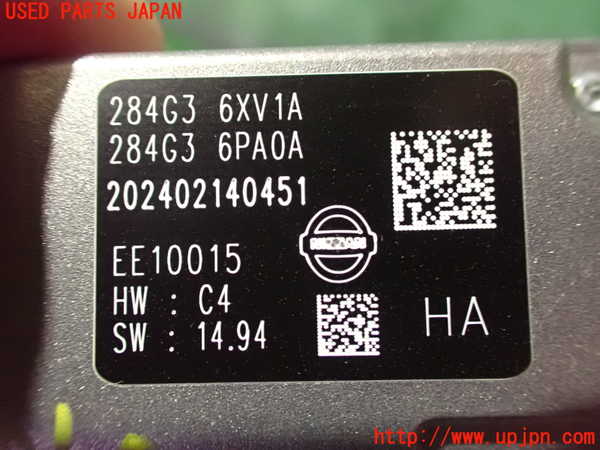 USED PARTS JAPAN
284G3 6XV1A
284G3 6PA0A
202402140451
NISSAN
EE10015
HW : C4
SW : 14.94
HA
http://www.upjpn.com/